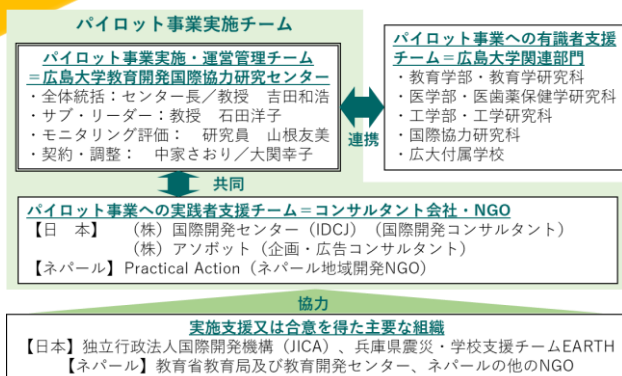 パイロット事業実施チーム
パイロット事業実施・運営管理チーム
＝広島大学教育開発国際協力研究センター
・全体統括：センター長／教授　吉田和浩
・サブ・リーダー：教授　石田洋子
・モニタリング評価：　研究員　山根友美
・契約・調整：　中家さおり／大関幸子
連携
パイロット事業への有識者支援
チーム＝広島大学関連部門
・教育学部・教育学研究科
・医学部・医歯薬保健学研究科
・工学部・工学研究科
・国際協力研究科
・広大付属学校
共同
パイロット事業への実践者支援チーム＝コンサルタント会社・NGO
【日　本】　（株）国際開発センター（IDCJ）（国際開発コンサルタント）
（株）アソボット（企画・広告コンサルタント）
【ネパール】Practical Action（ネパール地域開発NGO）
協力
実施支援又は合意を得た主要な組織
【日本】独立行政法人国際開発機構（JICA）、兵庫県震災・学校支援チームEARTH
【ネパール】教育省教育局及び教育開発センター、ネパールの他のNGO